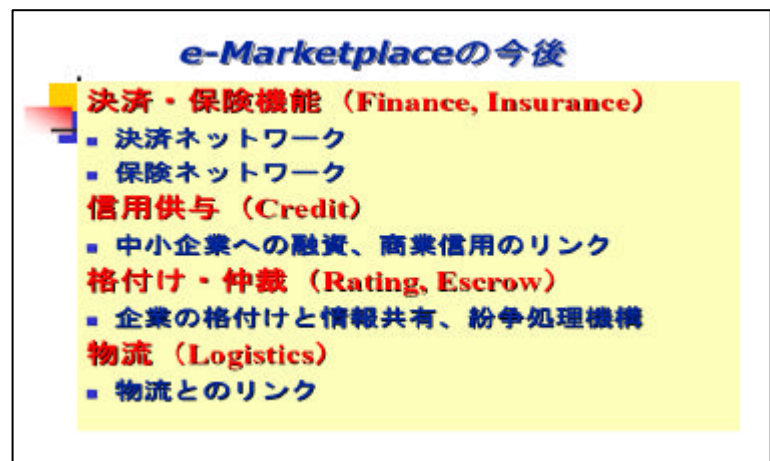 e-Marketplaceの今後
決済・保険機能（Finance, Insurance）
決済ネットワーク
保険ネットワーク
信用供与（Credit）
中小企業への融資、商業信用のリンク
格付け・仲裁（Rating, Escrow）
企業の格付けと情報共有、紛争処理機構
物流（Logistics）
物流とのリンク